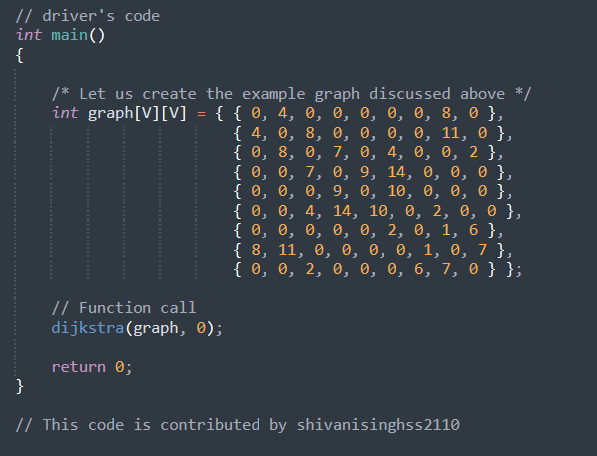 // driver's code
int main()
{
/* Let us create the example graph discussed above */
int graph[V][V] = { { 0, 4, 0, 0, 0, 0, 0, 8, 0 },
{ 4, 0, 8, 0, 0, 0, 0, 11, 0 },
{ 0, 8, 0, 7, 0, 4, 0, 0, 2 },
{ 0, 0, 7, 0, 9, 14, 0, 0, 0 },
{ 0, 0, 0, 9, 0, 10, 0, 0, 0 },
{ 0, 0, 4, 14, 10, 0, 2, 0, 0 },
{ 0, 0, 0, 0, 0, 2, 0, 1, 6 },
{ 8, 11, 0, 0, 0, 0, 1, 0, 7 },
{ 0, 0, 2, 0, 0, 0, 6, 7, 0 } };
// Function call
dijkstra(graph, 0);
return 0;
}
// This code is contributed by shivanisinghss2110